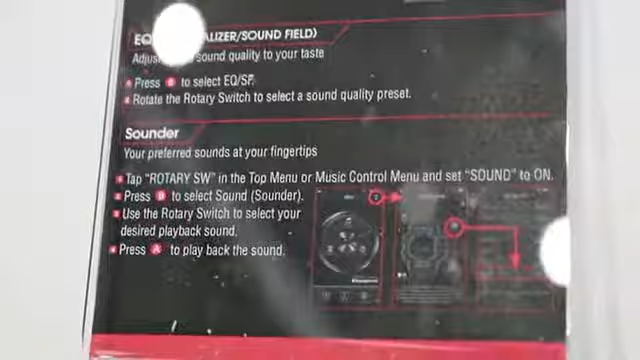 EQ ALIZER/SOUND FIELD)
sound quality to your taste
Press B to select EQ/SF.
Rotate the Rotary Switch to select a sound quality preset.
Sounder
Your preferred sounds at your fingertips
Tap "ROTARY SW" in the Top Menu or Music Control Menu and set "SOUND" to ON.
Press B to select Sound (Sounder).
Use the Rotary Switch to select your
desired playback sound.
Press A to play back the sound.